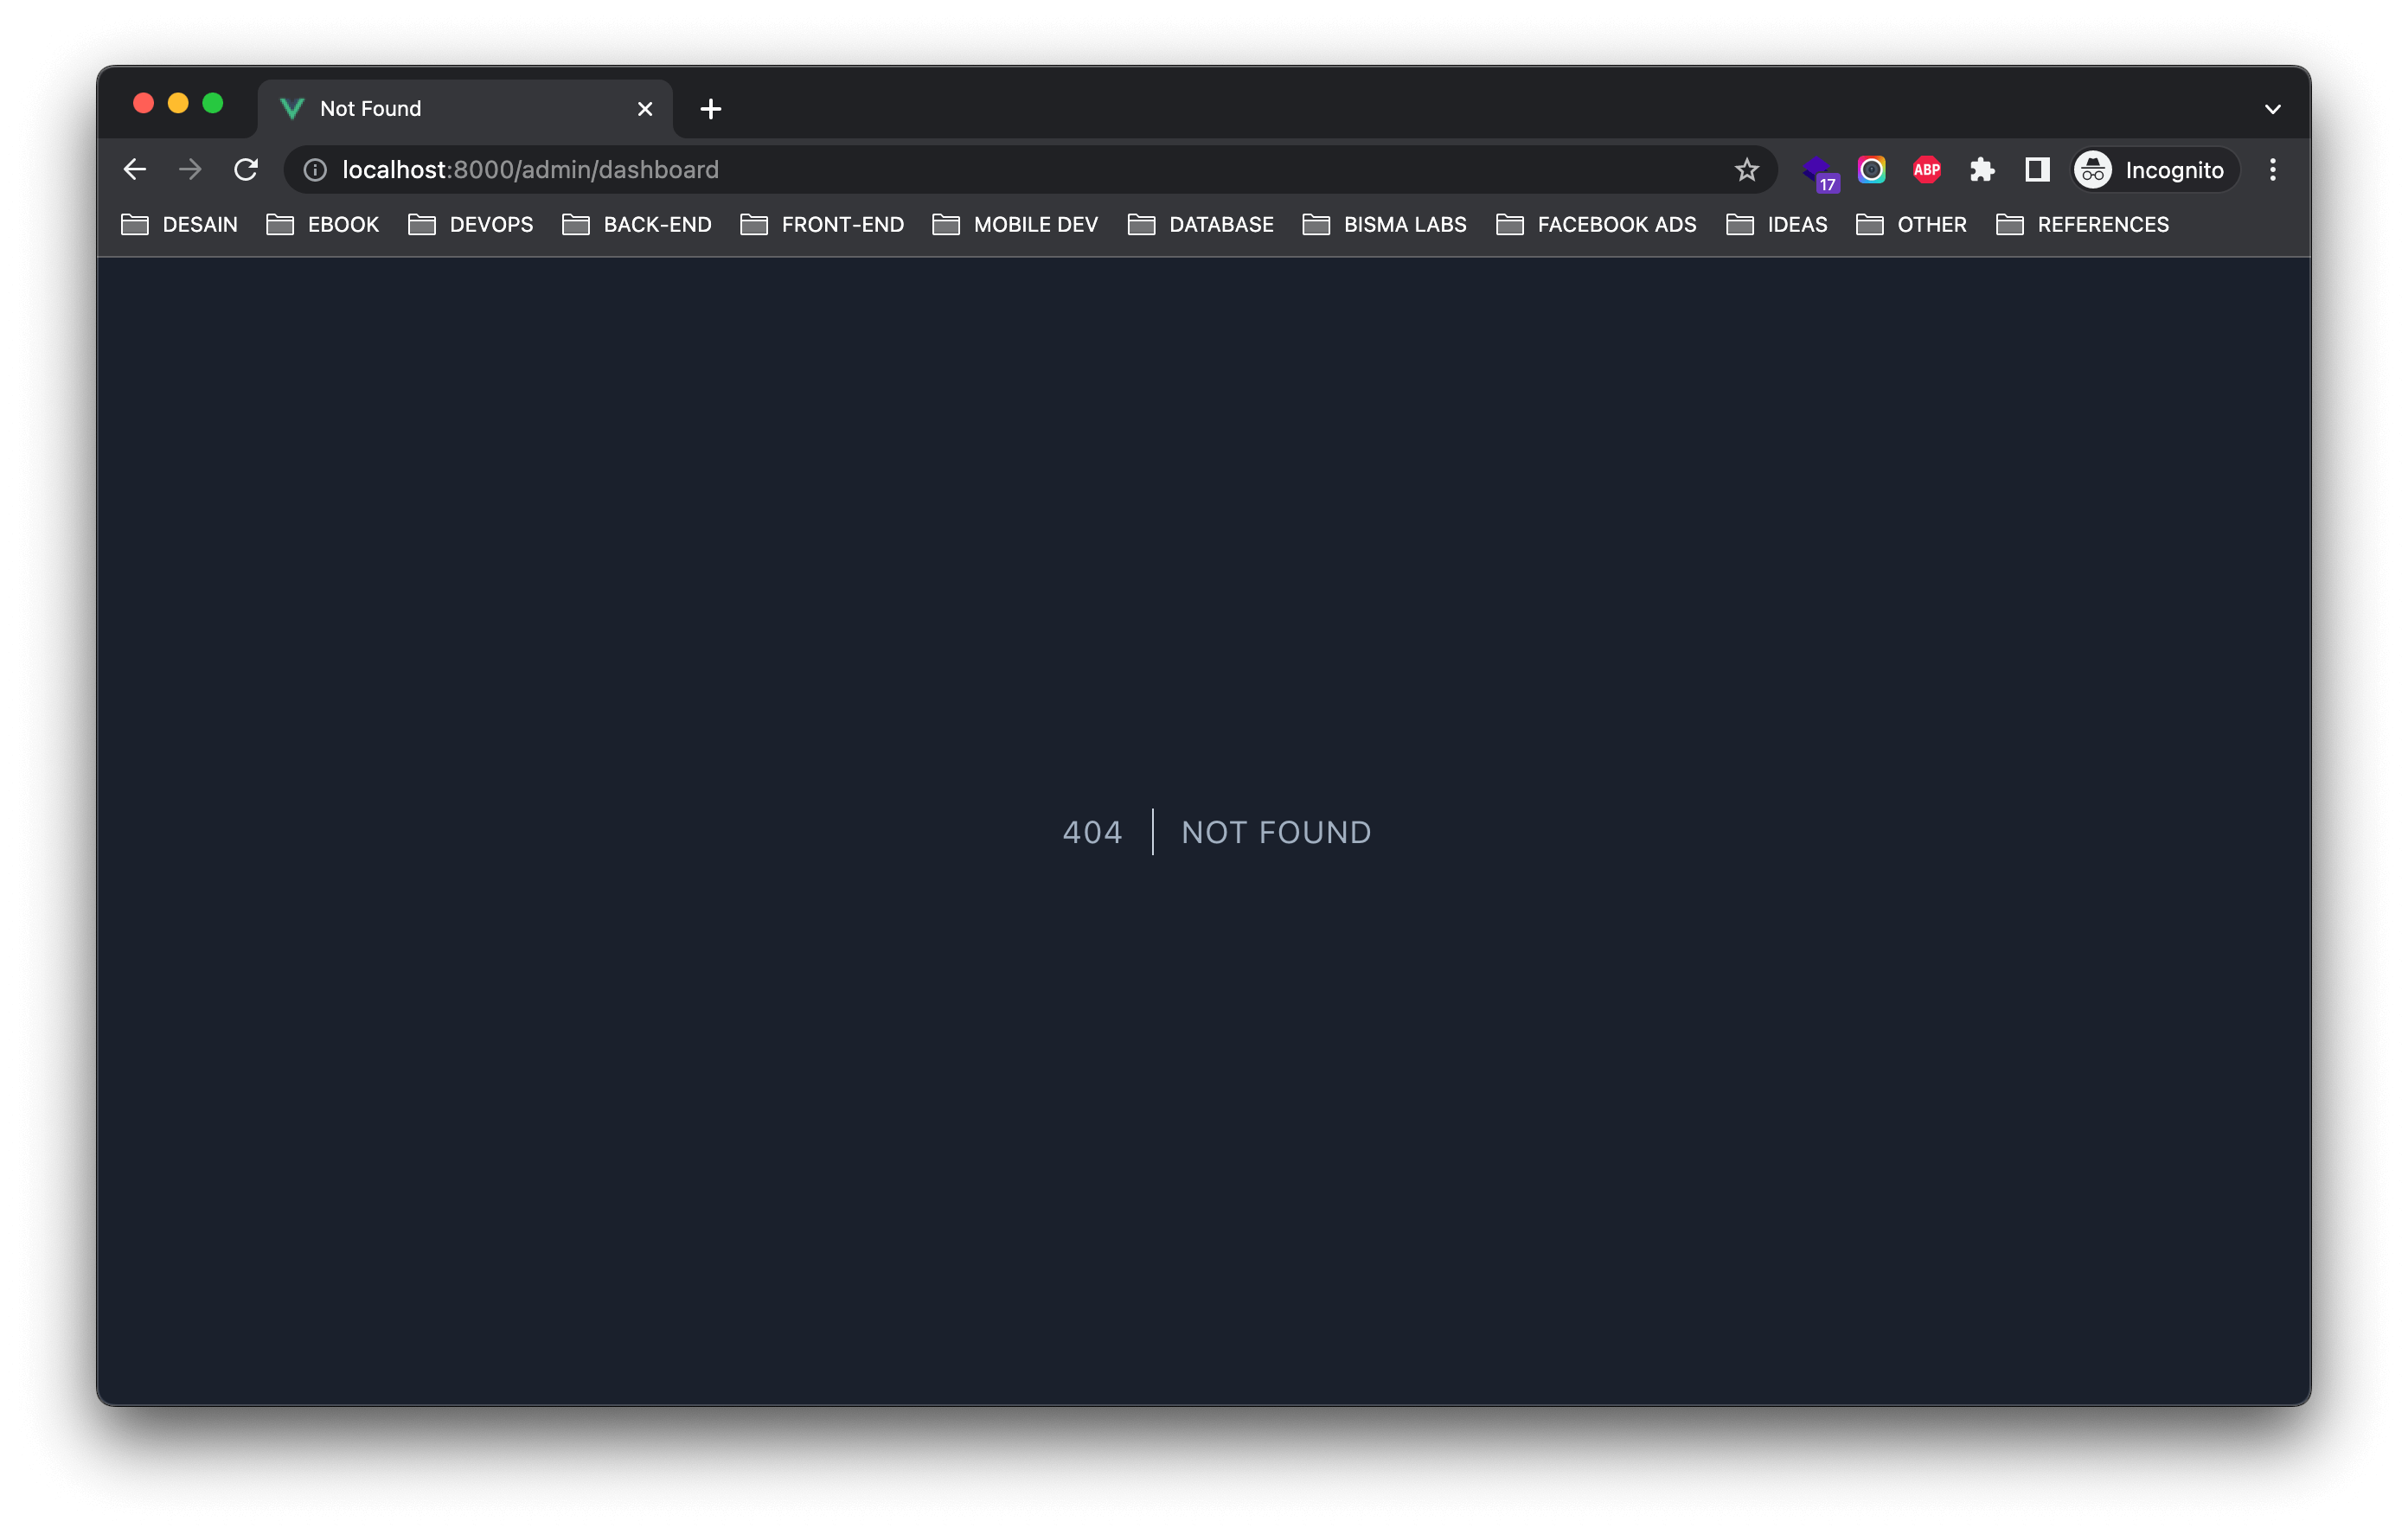 Not Found
localhost:8000/admin/dashboard
17
ABP
Incognito
DESAIN EBOOK DEVOPS BACK-END FRONT-END MOBILE DEV DATABASE BISMA LABS FACEBOOK ADS IDEAS OTHER REFERENCES
404 NOT FOUND